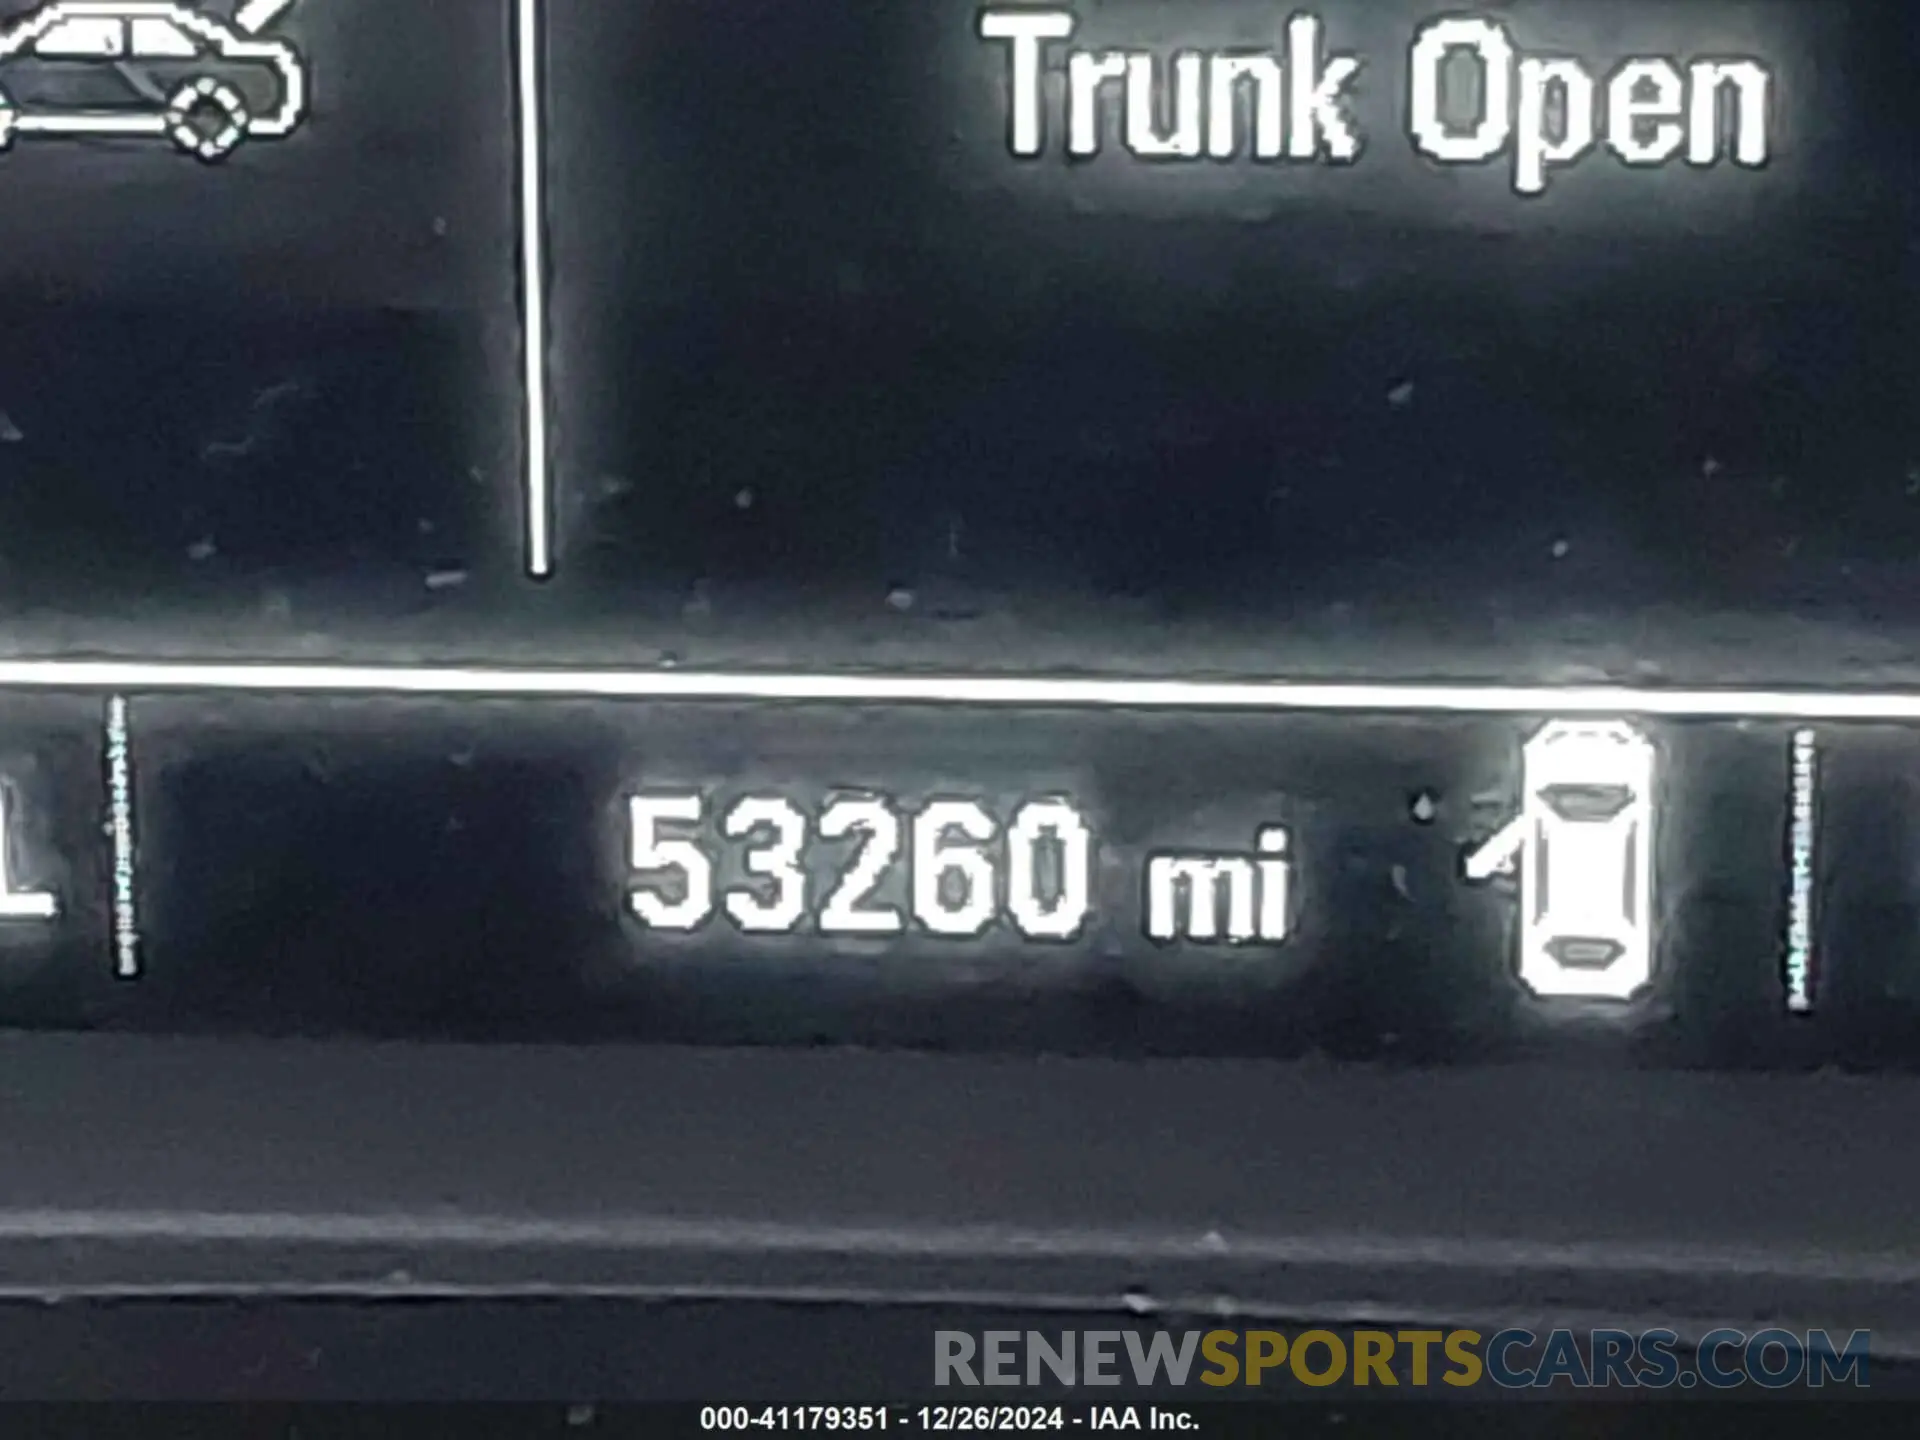 Trunk Open
53260 mi
RENEWSPORTSCARS.COM
000-41179351 - 12/26/2024 - IAA Inc.